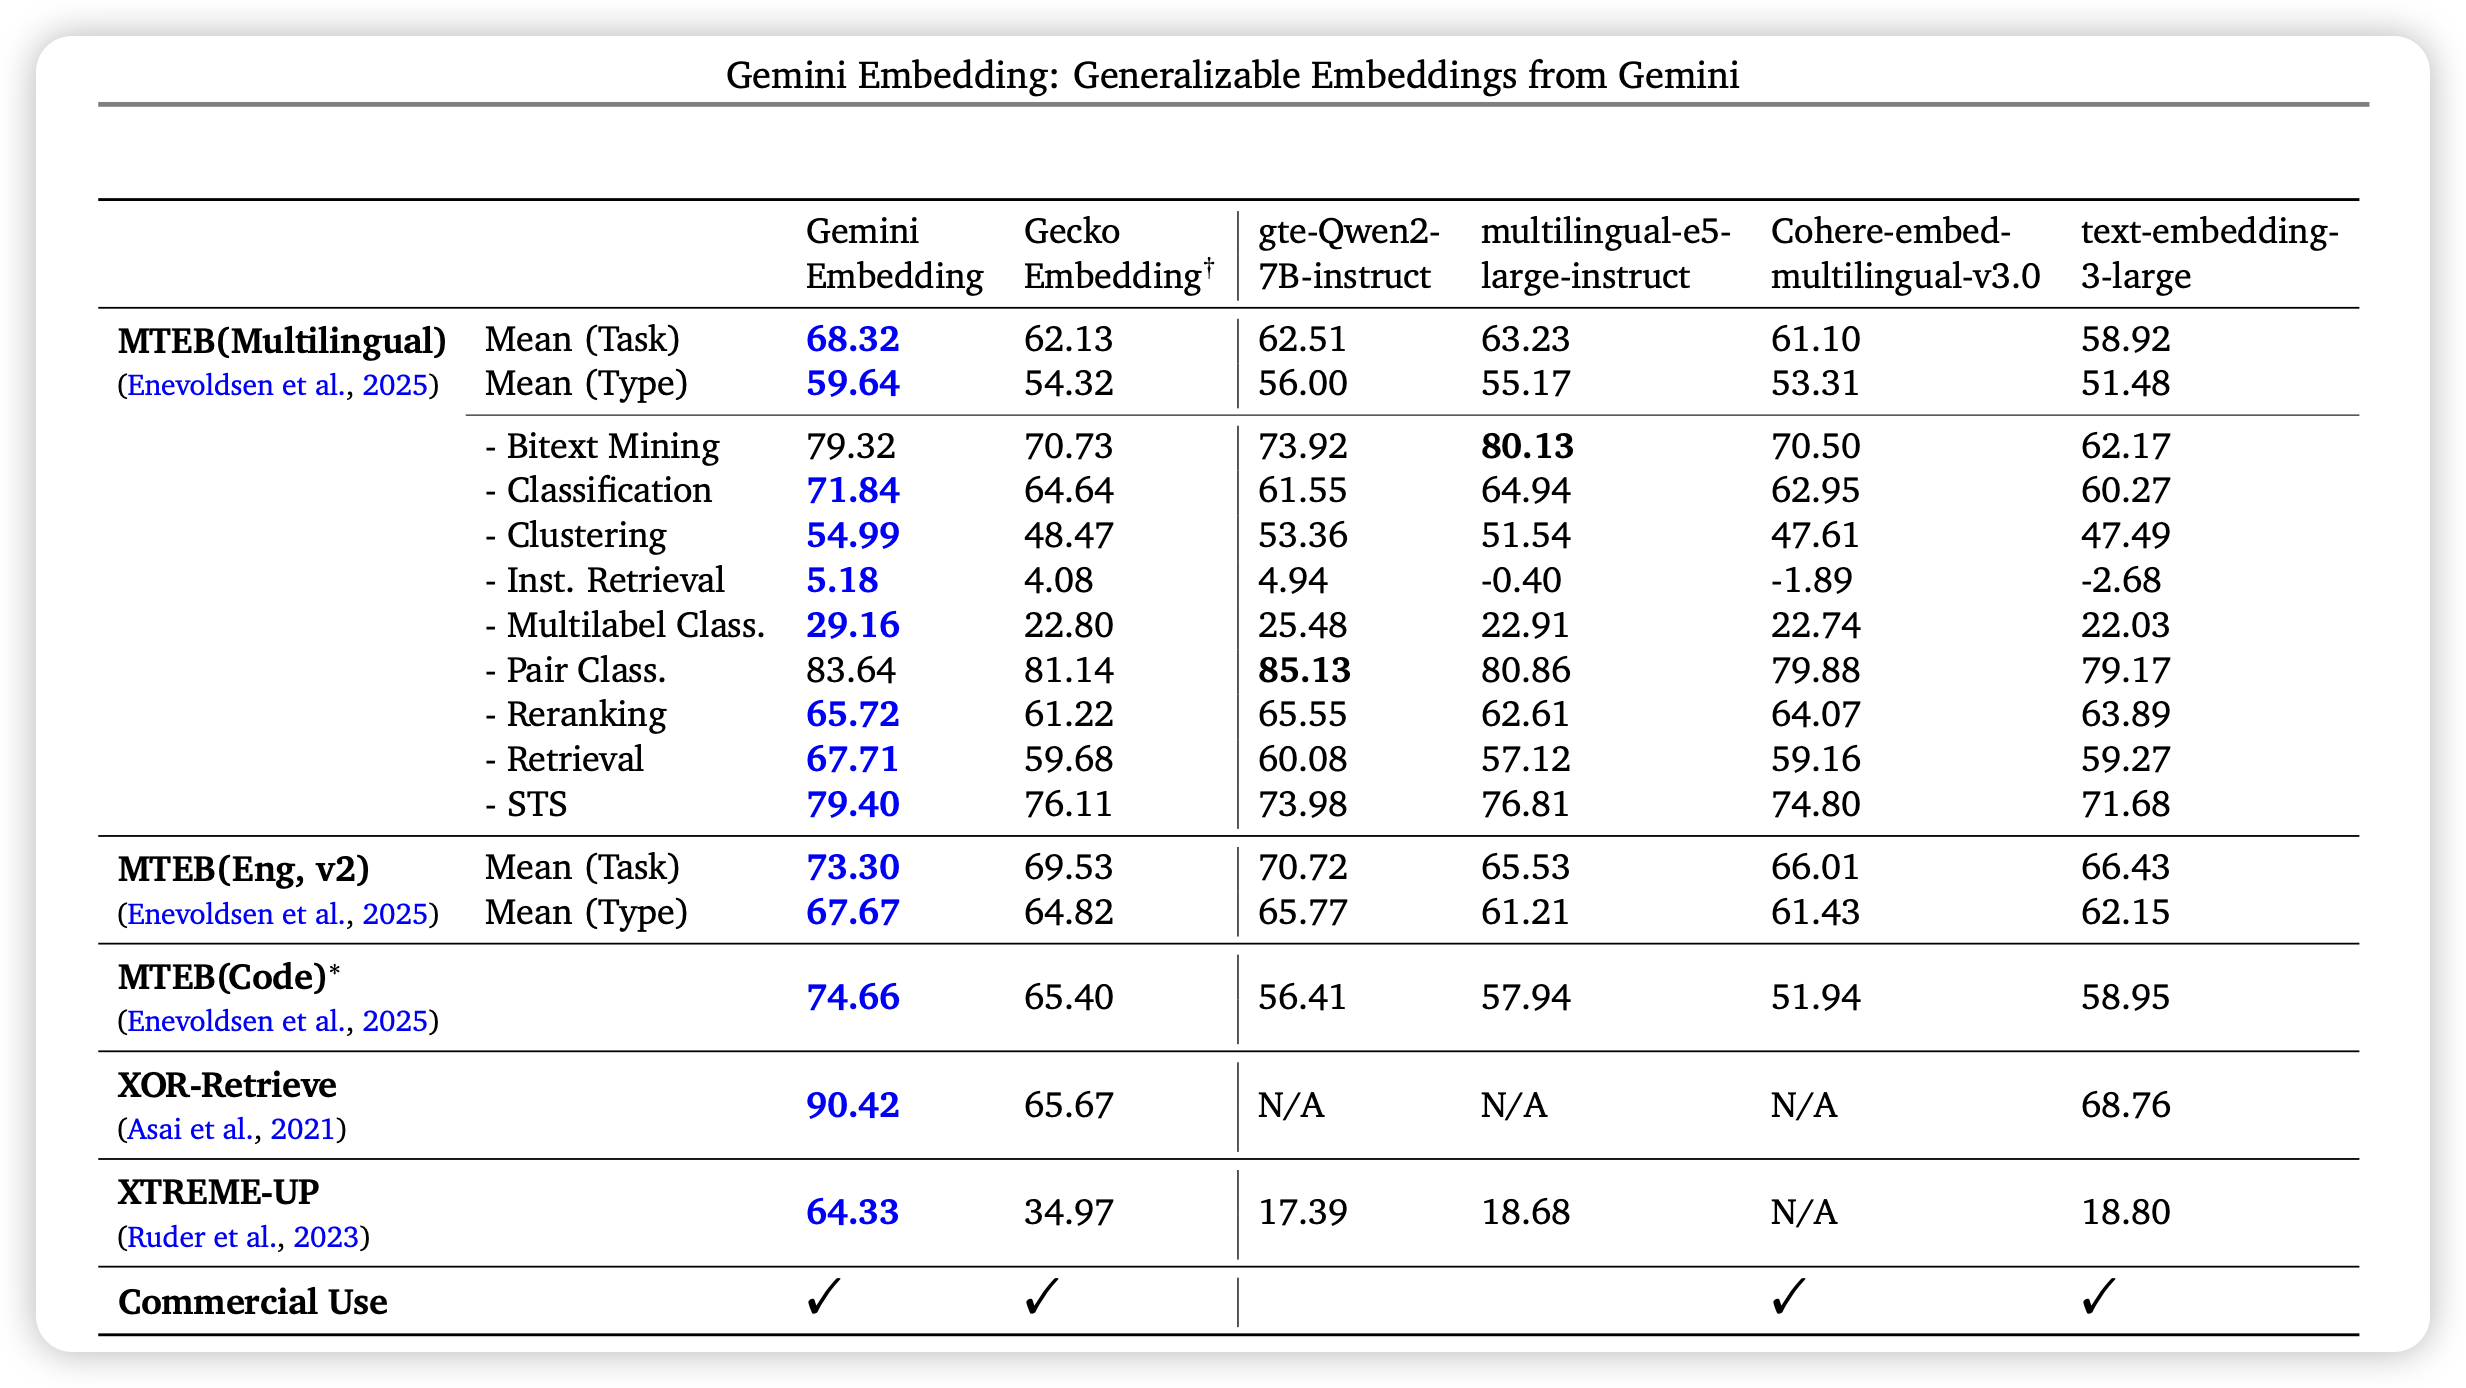 Gemini Embedding: Generalizable Embeddings from Gemini
Gemini Gecko gte-Qwen2- multilingual-e5- Cohere-embed- text-embedding-
Embedding Embedding† 7B-instruct large-instruct multilingual-v3.0 3-large
MTEB(Multilingual) Mean (Task) 68.32 62.13 62.51 63.23 61.10 58.92
(Enevoldsen et al., 2025) Mean (Type) 59.64 54.32 56.00 55.17 53.31 51.48
- Bitext Mining 79.32 70.73 73.92 80.13 70.50 62.17
- Classification 71.84 64.64 61.55 64.94 62.95 60.27
- Clustering 54.99 48.47 53.36 51.54 47.61 47.49
- Inst. Retrieval 5.18 4.08 4.94 -0.40 -1.89 -2.68
- Multilabel Class. 29.16 22.80 25.48 22.91 22.74 22.03
- Pair Class. 83.64 81.14 85.13 80.86 79.88 79.17
- Reranking 65.72 61.22 65.55 62.61 64.07 63.89
- Retrieval 67.71 59.68 60.08 57.12 59.16 59.27
- STS 79.40 76.11 73.98 76.81 74.80 71.68
MTEB(Eng, v2) Mean (Task) 73.30 69.53 70.72 65.53 66.01 66.43
(Enevoldsen et al., 2025) Mean (Type) 67.67 64.82 65.77 61.21 61.43 62.15
MTEB(Code)*
74.66 65.40 56.41 57.94 51.94 58.95
(Enevoldsen et al., 2025)
XOR-Retrieve
90.42 65.67 N/A N/A N/A 68.76
(Asai et al., 2021)
XTREME-UP
64.33 34.97 17.39 18.68 N/A 18.80
(Ruder et al., 2023)
Commercial Use ✓ ✓ ✓ ✓